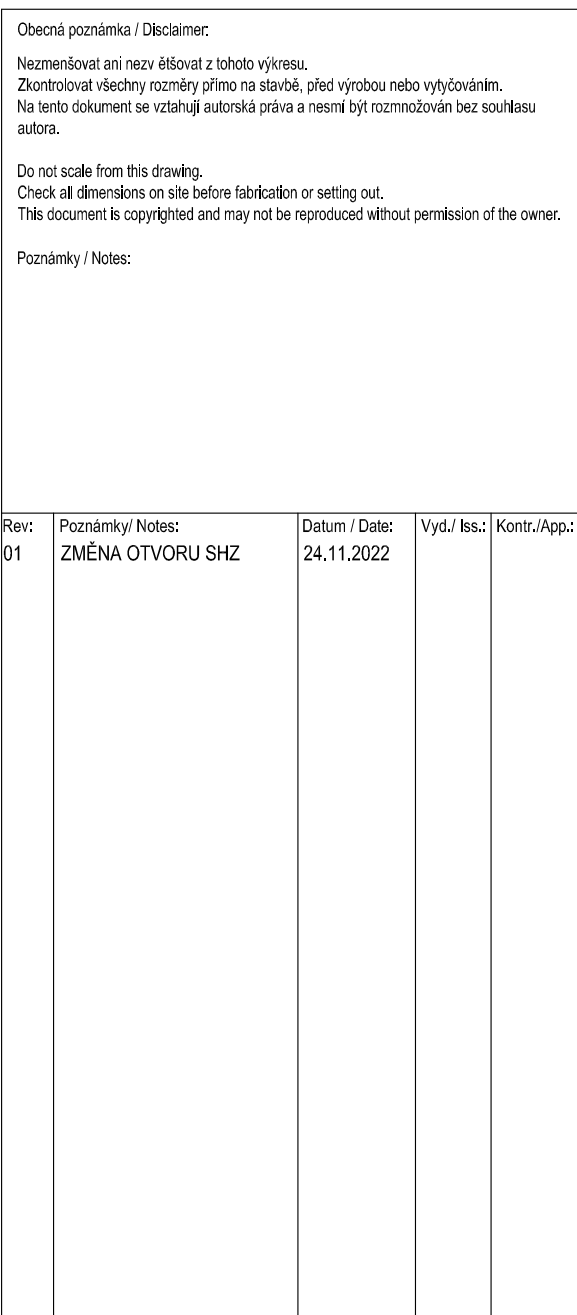 Obecná poznámka / Disclaimer:
Nezmenšovat ani nezv ětšovat z tohoto výkresu.
Zkontrolovat všechny rozměry přímo na stavbě, před výrobou nebo vytyčováním.
Na tento dokument se vztahují autorská práva a nesmí být rozmnožován bez souhlasu
autora.
Do not scale from this drawing.
Check all dimensions on site before fabrication or setting out.
This document is copyrighted and may not be reproduced without permission of the owner.
Poznámky / Notes:
Rev: Poznámky/ Notes: Datum / Date: Vyd./ Iss.: Kontr./App.:
01 ZMĚNA OTVORU SHZ 24.11.2022